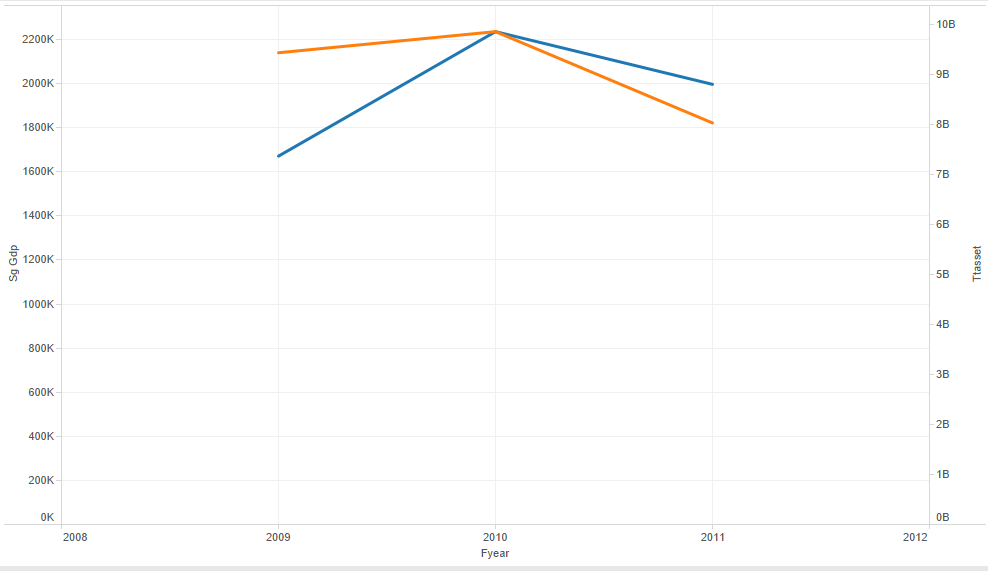 2200K
2000K
1800K
1600K
1400K
1200K
1000K
800K
600K
400K
200K
0K
Sg Gdp
10B
9B
8B
7B
6B
5B
4B
3B
2B
1B
0B
Ttasset
2008 2009 2010 2011 2012
Fyear